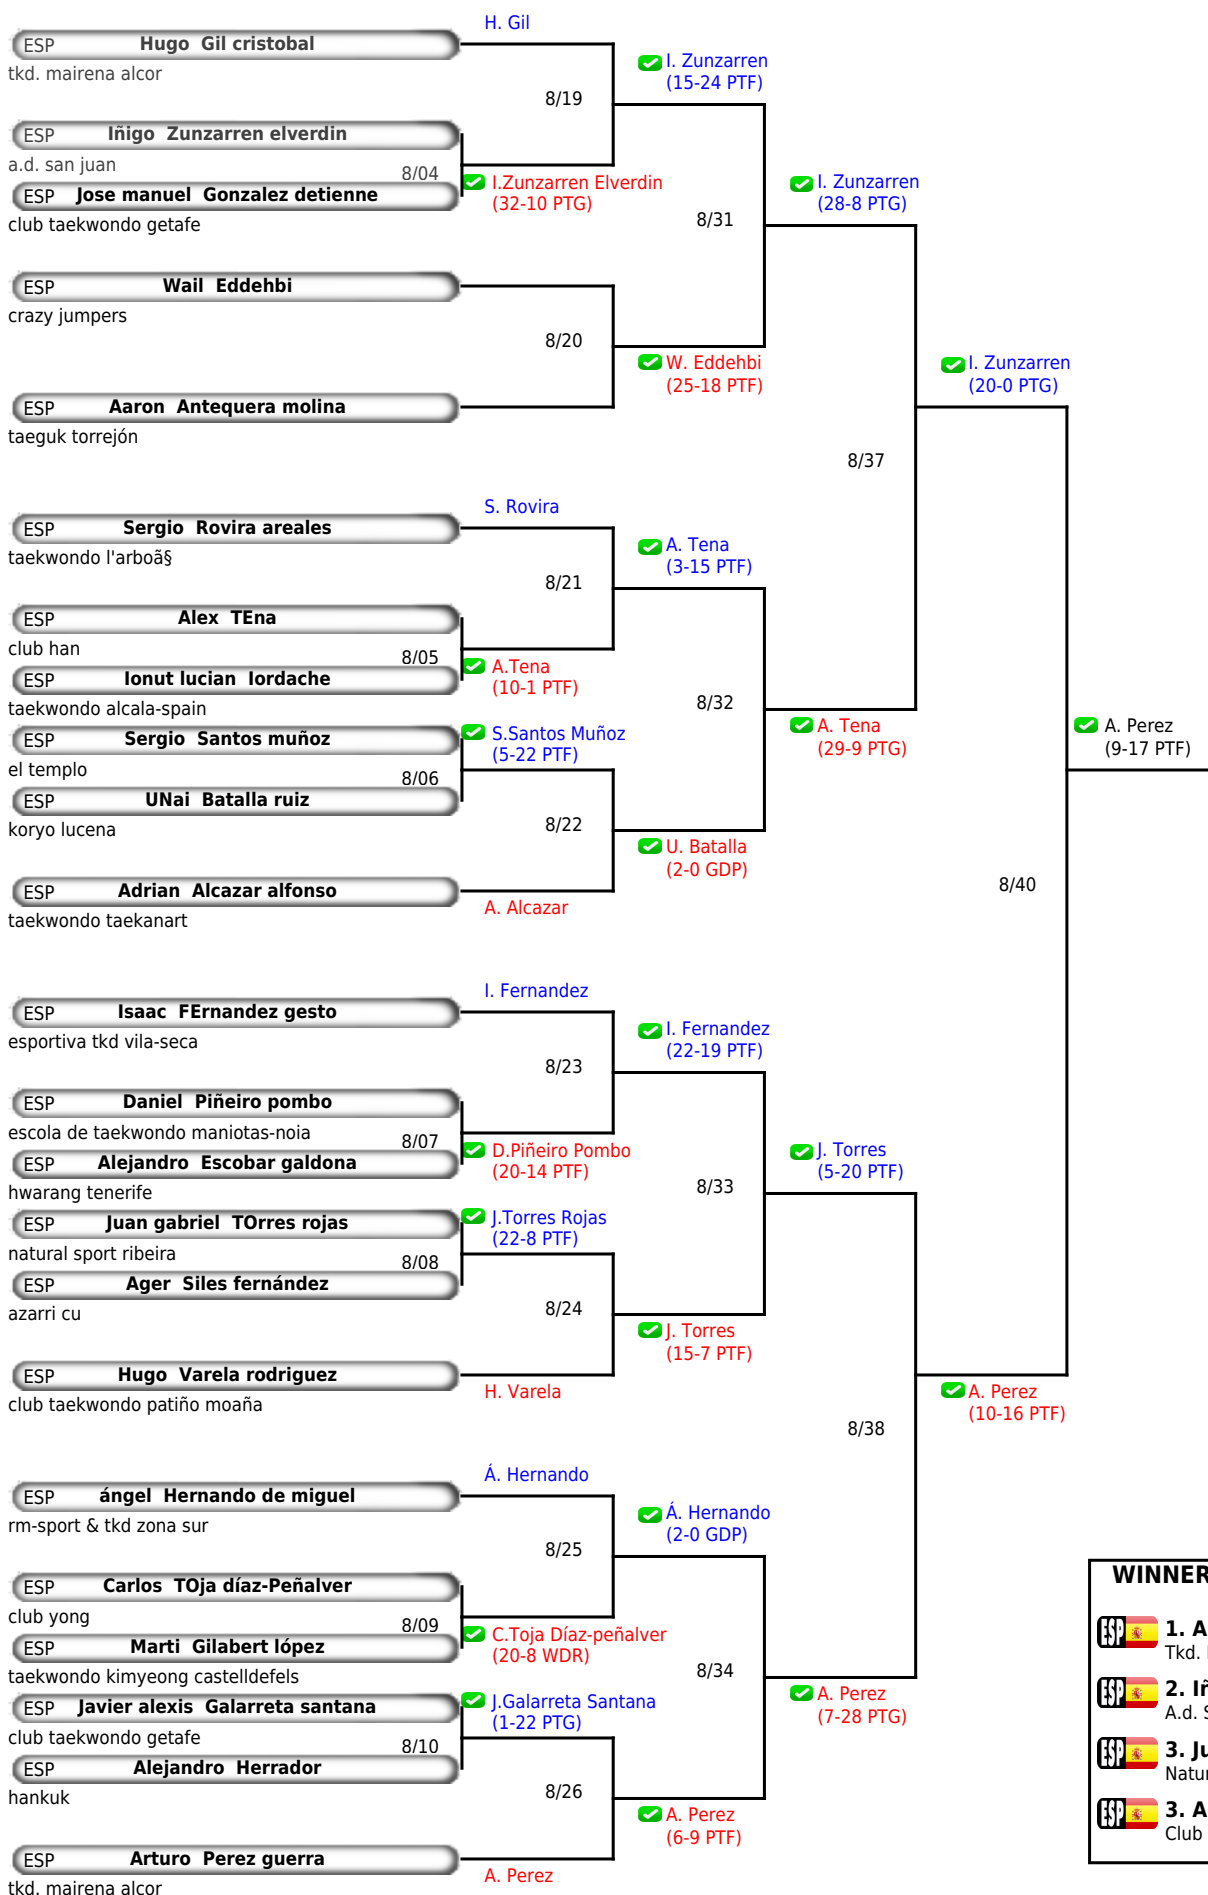 H. Gil
ESP Hugo Gil cristobal
tkd. mairena alcor
I. Zunzarren
(15-24 PTF)
8/19
ESP Iñigo Zunzarren elverdin
a.d. san juan
8/04
ESP Jose manuel Gonzalez detienne
club taekwondo getafe
I.Zunzarren Elverdin
(32-10 PTG)
I. Zunzarren
(28-8 PTG)
8/31
ESP Wail Eddehbi
crazy jumpers
8/20
W. Eddehbi
(25-18 PTF)
I. Zunzarren
(20-0 PTG)
ESP Aaron Antequera molina
taeguk torrejón
8/37
S. Rovira
ESP Sergio Rovira areales
taekwondo l'arboã§
A. Tena
(3-15 PTF)
8/21
ESP Alex TEna
club han
8/05
ESP Ionut lucian Iordache
taekwondo alcala-spain
A.Tena
(10-1 PTF)
8/32
ESP Sergio Santos muñoz
el templo
S.Santos Muñoz
(5-22 PTF)
A. Tena
(29-9 PTG)
A. Perez
(9-17 PTF)
8/06
ESP UNai Batalla ruiz
koryo lucena
8/22
U. Batalla
(2-0 GDP)
ESP Adrian Alcazar alfonso
taekwondo taekanart
A. Alcazar
8/40
I. Fernandez
ESP Isaac FErnandez gesto
esportiva tkd vila-seca
I. Fernandez
(22-19 PTF)
8/23
ESP Daniel Piñeiro pombo
escola de taekwondo maniotas-noia
8/07
ESP Alejandro Escobar galdona
hwarang tenerife
D.Piñeiro Pombo
(20-14 PTF)
J. Torres
(5-20 PTF)
8/33
ESP Juan gabriel TOrres rojas
natural sport ribeira
J.Torres Rojas
(22-8 PTF)
8/08
ESP Ager Siles fernández
azarri cu
8/24
J. Torres
(15-7 PTF)
ESP Hugo Varela rodriguez
club taekwondo patiño moaña
H. Varela
A. Perez
(10-16 PTF)
8/38
Á. Hernando
ESP ángel Hernando de miguel
rm-sport & tkd zona sur
Á. Hernando
(2-0 GDP)
8/25
ESP Carlos TOja díaz-Peñalver
club yong
8/09
ESP Marti Gilabert lópez
taekwondo kimyeong castelldefels
C.Toja Díaz-peñalver
(20-8 WDR)
8/34
ESP Javier alexis Galarreta santana
club taekwondo getafe
J.Galarreta Santana
(1-22 PTG)
A. Perez
(7-28 PTG)
8/10
ESP Alejandro Herrador
hankuk
8/26
A. Perez
(6-9 PTF)
ESP Arturo Perez guerra
tkd. mairena alcor
A. Perez
WINNER
ESP 1. A
Tkd.
ESP 2. Iñ
A.d. S
ESP 3. Ju
Natur
ESP 3. A
Club